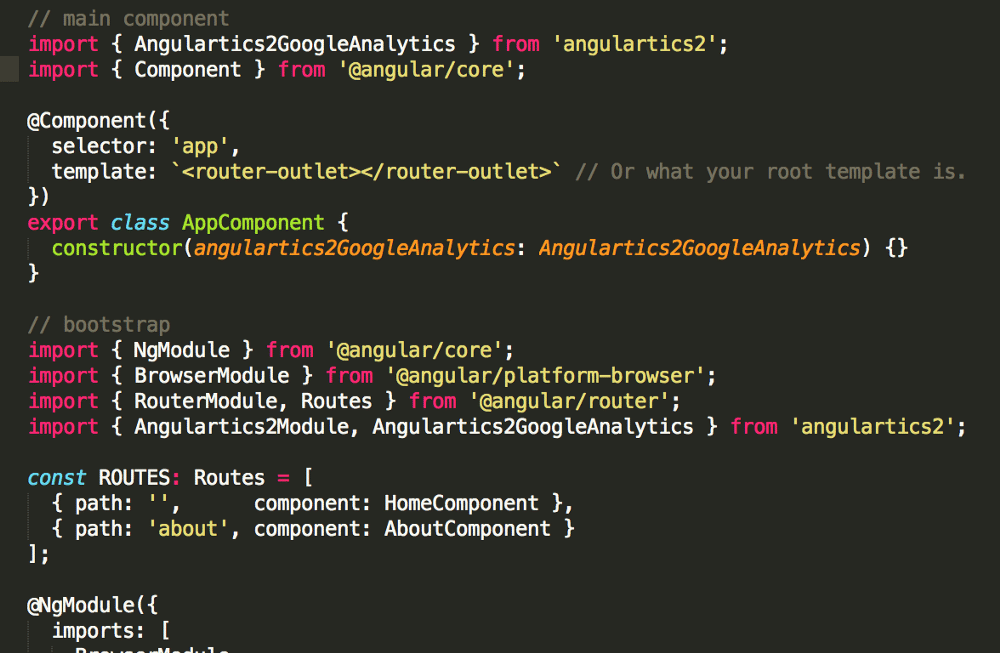 // main component
import { Angulartics2GoogleAnalytics } from 'angulartics2';
import { Component } from '@angular/core';

@Component({
  selector: 'app',
  template: `<router-outlet></router-outlet>` // Or what your root template is.
})
export class AppComponent {
  constructor(angulartics2GoogleAnalytics: Angulartics2GoogleAnalytics) {}
}

// bootstrap
import { NgModule } from '@angular/core';
import { BrowserModule } from '@angular/platform-browser';
import { RouterModule, Routes } from '@angular/router';
import { Angulartics2Module, Angulartics2GoogleAnalytics } from 'angulartics2';

const ROUTES: Routes = [
  { path: '',      component: HomeComponent },
  { path: 'about', component: AboutComponent }
];

@NgModule({
  imports: [
    BrowserModule